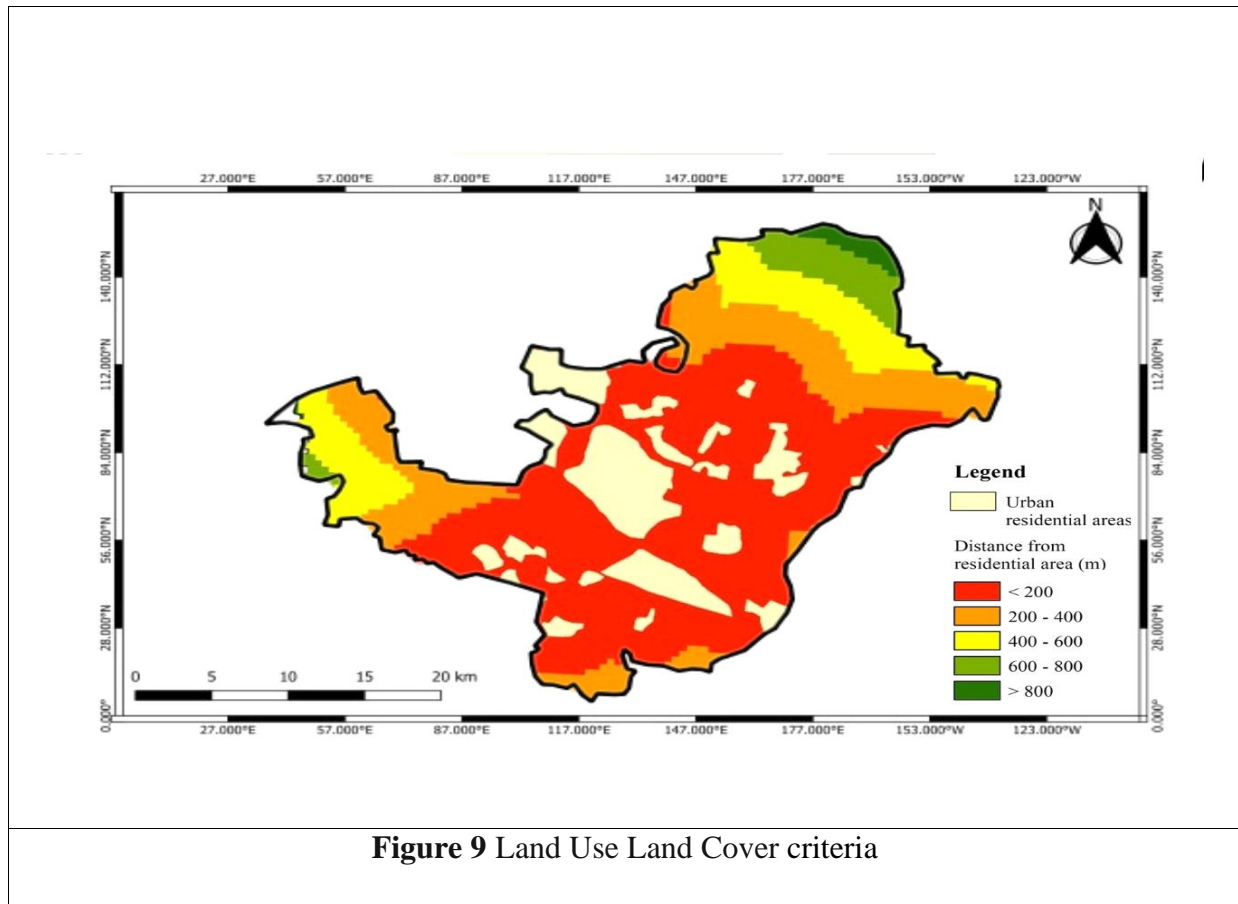 27.000°E 57.000°E 87.000°E 117.000°E 147.000°E 177.000°E 153.000°W 123.000°W
N
140.000°N 140.000°N
112.000°N 112.000°N
84.000°N 84.000°N
56.000°N 56.000°N
28.000°N 28.000°N
0.000° 0.000°
Legend
Urban
residential areas
Distance from
residential area (m)
< 200
200 - 400
400 - 600
600 - 800
> 800
0 5 10 15 20 km
27.000°E 57.000°E 87.000°E 117.000°E 147.000°E 177.000°E 153.000°W 123.000°W
Figure 9 Land Use Land Cover criteria